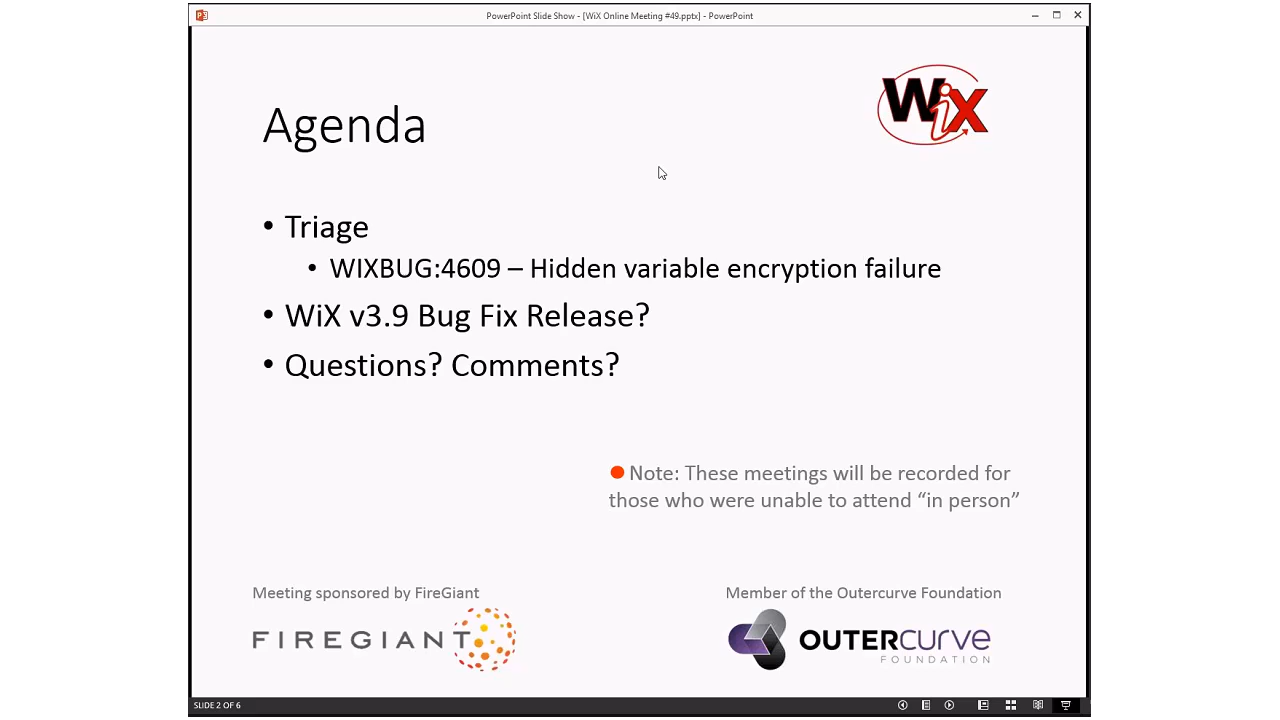 PowerPoint Slide Show - [WiX Online Meeting #49.pptx] - PowerPoint
WiX
Agenda
• Triage
• WIXBUG:4609 – Hidden variable encryption failure
• WiX v3.9 Bug Fix Release?
• Questions? Comments?
Note: These meetings will be recorded for
those who were unable to attend “in person”
Meeting sponsored by FireGiant
FIREGIANT
Member of the Outercurve Foundation
OUTERCURVE
FOUNDATION
SLIDE 2 OF 6